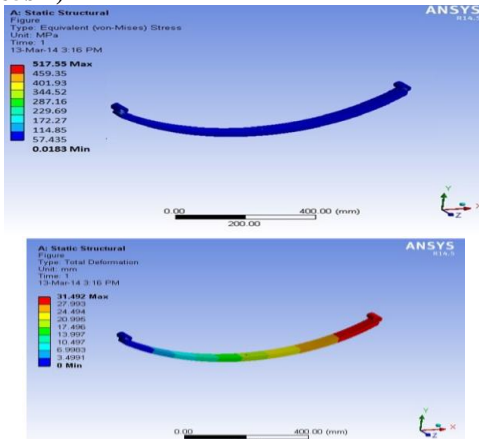 A: Static Structural
Figure
Type: Equivalent (von-Mises) Stress
Unit: MPa
Time: 1
13-Mar-14 3:16 PM
517.55 Max
459.35
401.93
344.52
287.16
229.69
172.27
114.85
57.435
0.0183 Min
ANSYS
R14.5
0.00
400.00 (mm)
200.00
Y
X
Z
A: Static Structural
Figure
Type: Total Deformation
Unit: mm
Time: 1
13-Mar-14 3:16 PM
31.492 Max
27.993
24.494
20.995
17.496
13.997
10.497
6.9983
3.4991
0 Min
ANSYS
R14.5
0.00
400.00 (mm)
Y
X
Z